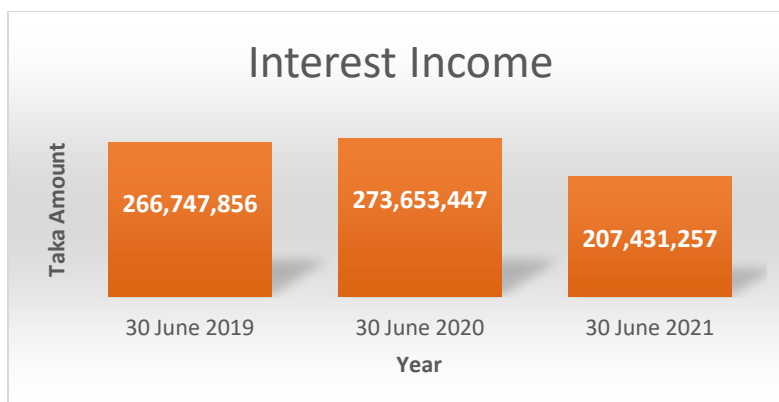 Interest Income
Taka Amount
266,747,856
273,653,447
207,431,257
30 June 2019
30 June 2020
30 June 2021
Year